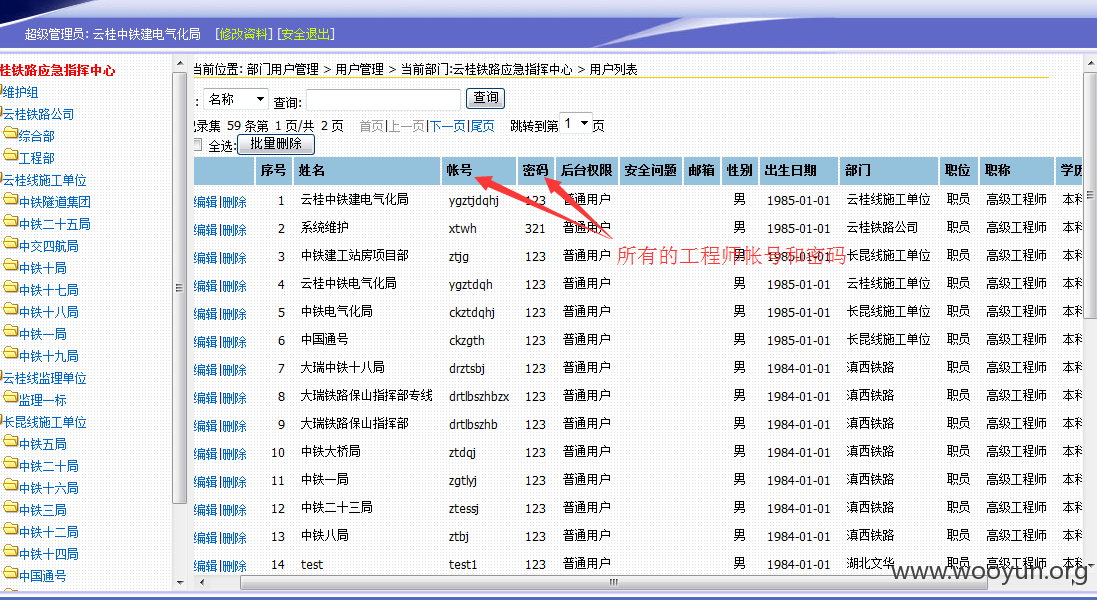 超级管理员: 云桂中铁建电气化局 [修改资料] [安全退出]
桂铁路应急指挥中心
维护组
云桂铁路公司
综合部
工程部
云桂线施工单位
中铁隧道集团
中铁二十五局
中交四航局
中铁十局
中铁十七局
中铁十八局
中铁一局
中铁十九局
云桂线监理单位
监理一标
长昆线施工单位
中铁五局
中铁二十局
中铁十六局
中铁三局
中铁十二局
中铁十四局
中国通号
当前位置: 部门用户管理 > 用户管理 > 当前部门:云桂铁路应急指挥中心 > 用户列表
: 名称 查询: 查询
记录集 59 条第 1 页/共 2 页 首页|上一页|下一页|尾页 跳转到第 1 页
全选: 批量删除
序号 姓名 帐号 密码 后台权限 安全问题 邮箱 性别 出生日期 部门 职位 职称 学历
编辑|删除 1 云桂中铁建电气化局 ygztjdqhj 123 普通用户 男 1985-01-01 云桂线施工单位 职员 高级工程师 本科
编辑|删除 2 系统维护 xtwh 321 普通用户 男 1985-01-01 云桂铁路公司 职员 高级工程师 本科
编辑|删除 3 中铁建工站房项目部 ztjg 123 普通用户 男 1985-01-01 长昆线施工单位 职员 高级工程师 本科
所有的工程师帐号和密码
编辑|删除 4 云桂中铁电气化局 ygztdqh 123 普通用户 男 1985-01-01 云桂线施工单位 职员 高级工程师 本科
编辑|删除 5 中铁电气化局 ckztdqhj 123 普通用户 男 1985-01-01 长昆线施工单位 职员 高级工程师 本科
编辑|删除 6 中国通号 ckzgth 123 普通用户 男 1985-01-01 长昆线施工单位 职员 高级工程师 本科
编辑|删除 7 大瑞中铁十八局 drztsbj 123 普通用户 男 1984-01-01 滇西铁路 职员 高级工程师 本科
编辑|删除 8 大瑞铁路保山指挥部专线 drtlbszhbzx 123 普通用户 男 1984-01-01 滇西铁路 职员 高级工程师 本科
编辑|删除 9 大瑞铁路保山指挥部 drtlbszhb 123 普通用户 男 1984-01-01 滇西铁路 职员 高级工程师 本科
编辑|删除 10 中铁大桥局 ztdqj 123 普通用户 男 1984-01-01 滇西铁路 职员 高级工程师 本科
编辑|删除 11 中铁一局 zgtlyj 123 普通用户 男 1984-01-01 滇西铁路 职员 高级工程师 本科
编辑|删除 12 中铁二十三局 ztessj 123 普通用户 男 1984-01-01 滇西铁路 职员 高级工程师 本科
编辑|删除 13 中铁八局 ztbj 123 普通用户 男 1984-01-01 滇西铁路 职员 高级工程师 本科
编辑|删除 14 test test1 123 普通用户 男 1984-01-01 湖北文华 职员 高级工程师 本科
www.wooyun.org